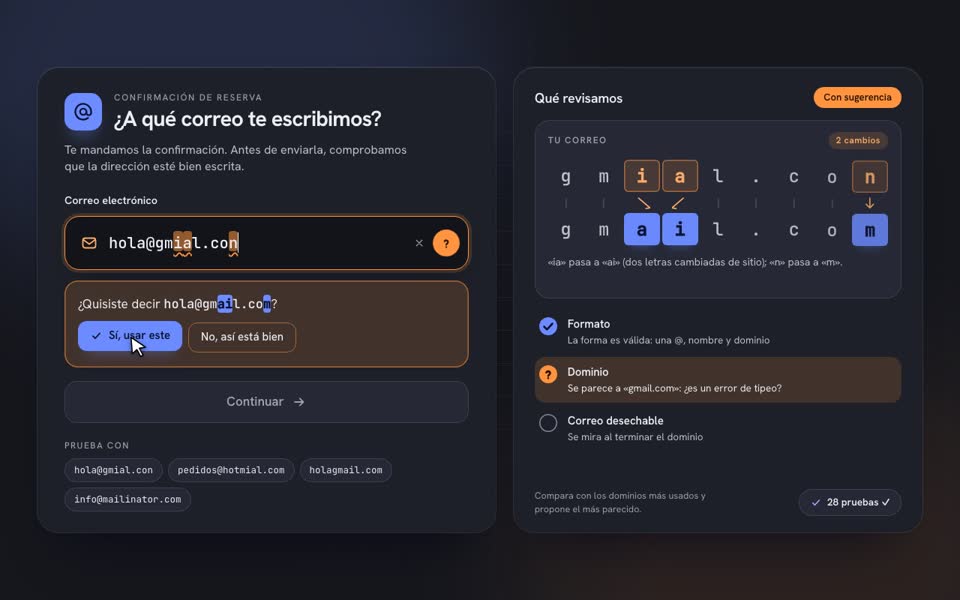 CONFIRMACIÓN DE RESERVA
¿A qué correo te escribimos?
Te mandamos la confirmación. Antes de enviarla, comprobamos
que la dirección esté bien escrita.
Correo electrónico
hola@gmial.con
?
¿Quisiste decir hola@gmail.com?
Sí, usar este
No, así está bien
Continuar →
PRUEBA CON
hola@gmial.con
pedidos@hotmial.com
holagmail.com
info@mailinator.com
Qué revisamos
Con sugerencia
TU CORREO
2 cambios
g m i a l . c o n
g m a i l . c o m
«ia» pasa a «ai» (dos letras cambiadas de sitio); «n» pasa a «m».
Formato
La forma es válida: una @, nombre y dominio
?
Dominio
Se parece a «gmail.com»: ¿es un error de tipeo?
Correo desechable
Se mira al terminar el dominio
Compara con los dominios más usados y
propone el más parecido.
✓ 28 pruebas ✓